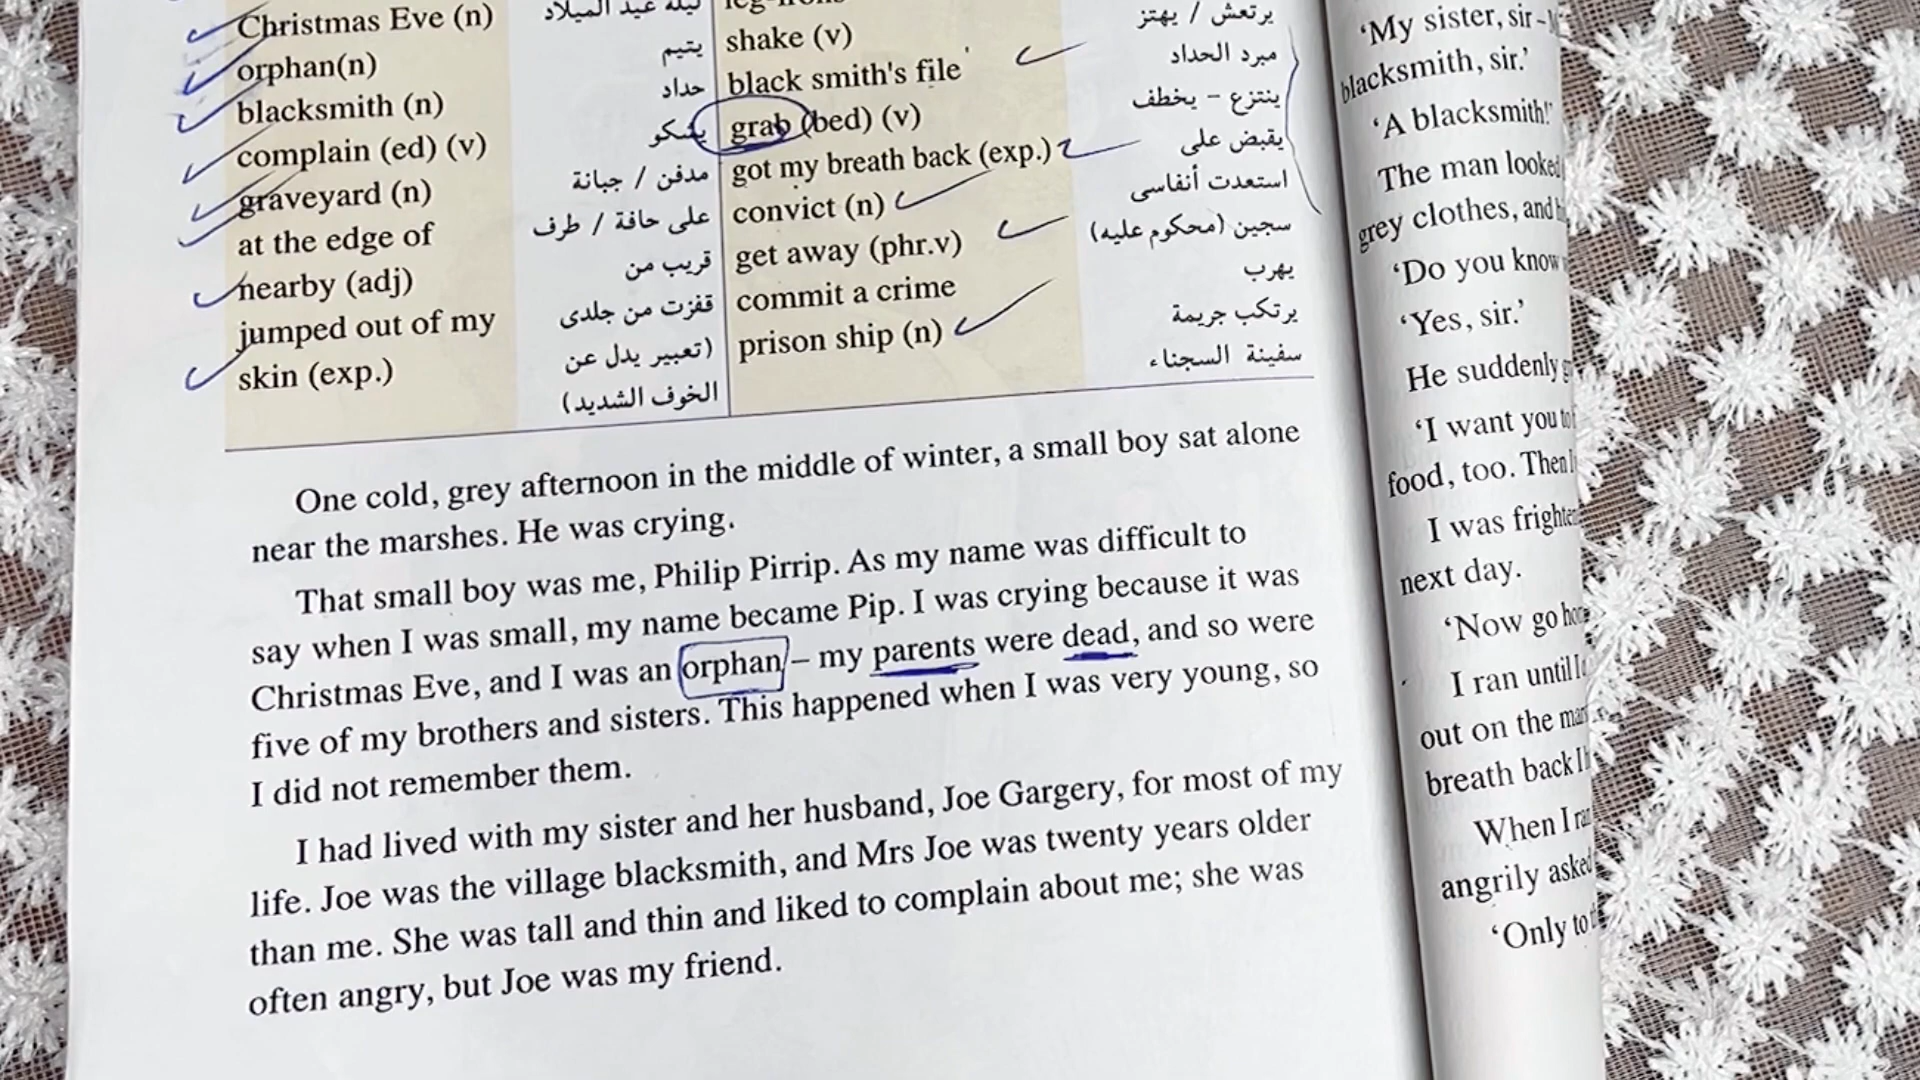 Christmas Eve (n)
ليلة عيد الميلاد
orphan(n)
يتيم
blacksmith (n)
حداد
complain (ed) (v)
يشكو
graveyard (n)
مدفن / جبانة
at the edge of
على حافة / طرف
nearby (adj)
قريب من
jumped out of my
قفزت من جلدى
skin (exp.)
(تعبير يدل عن
الخوف الشديد)
shake (v)
يرتعش / يهتز
black smith's file
مبرد الحداد
grab (bed) (v)
ينتزع - يخطف
يقبض على
got my breath back (exp.)
استعدت أنفاسى
convict (n)
سجين (محكوم عليه)
get away (phr.v)
يهرب
commit a crime
يرتكب جريمة
prison ship (n)
سفينة السجناء
One cold, grey afternoon in the middle of winter, a small boy sat alone
near the marshes. He was crying.
That small boy was me, Philip Pirrip. As my name was difficult to
say when I was small, my name became Pip. I was crying because it was
Christmas Eve, and I was an orphan – my parents were dead, and so were
five of my brothers and sisters. This happened when I was very young, so
I did not remember them.
I had lived with my sister and her husband, Joe Gargery, for most of my
life. Joe was the village blacksmith, and Mrs Joe was twenty years older
than me. She was tall and thin and liked to complain about me; she was
often angry, but Joe was my friend.
‘My sister, sir –
blacksmith, sir.’
‘A blacksmith!’
The man looked
grey clothes, and
‘Do you know
‘Yes, sir.’
He suddenly
‘I want you to
food, too. Then
I was frighte
next day.
‘Now go ho
I ran until I
out on the ma
breath back I
When I ra
angrily asked
‘Only to